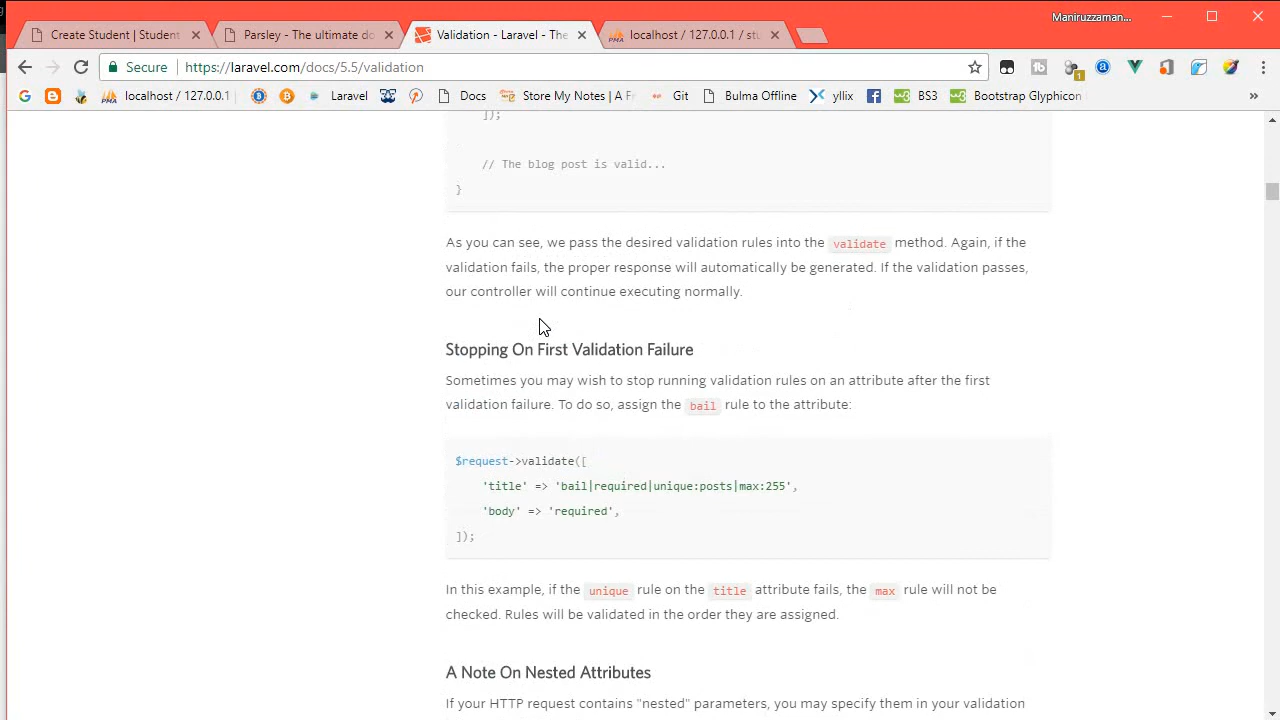 Maniruzzaman...
Create Student | Student
Parsley - The ultimate do
Validation - Laravel - The
localhost / 127.0.0.1 / stu
Secure
https://laravel.com/docs/5.5/validation
1
localhost / 127.0.0.1
Laravel
Docs
Store My Notes | A Fr
Git
Bulma Offline
yllix
BS3
Bootstrap Glyphicon
]);
// The blog post is valid...
}
As you can see, we pass the desired validation rules into the validate method. Again, if the
validation fails, the proper response will automatically be generated. If the validation passes,
our controller will continue executing normally.
Stopping On First Validation Failure
Sometimes you may wish to stop running validation rules on an attribute after the first
validation failure. To do so, assign the bail rule to the attribute:
$request->validate([
'title' => 'bail|required|unique:posts|max:255',
'body' => 'required',
]);
In this example, if the unique rule on the title attribute fails, the max rule will not be
checked. Rules will be validated in the order they are assigned.
A Note On Nested Attributes
If your HTTP request contains "nested" parameters, you may specify them in your validation